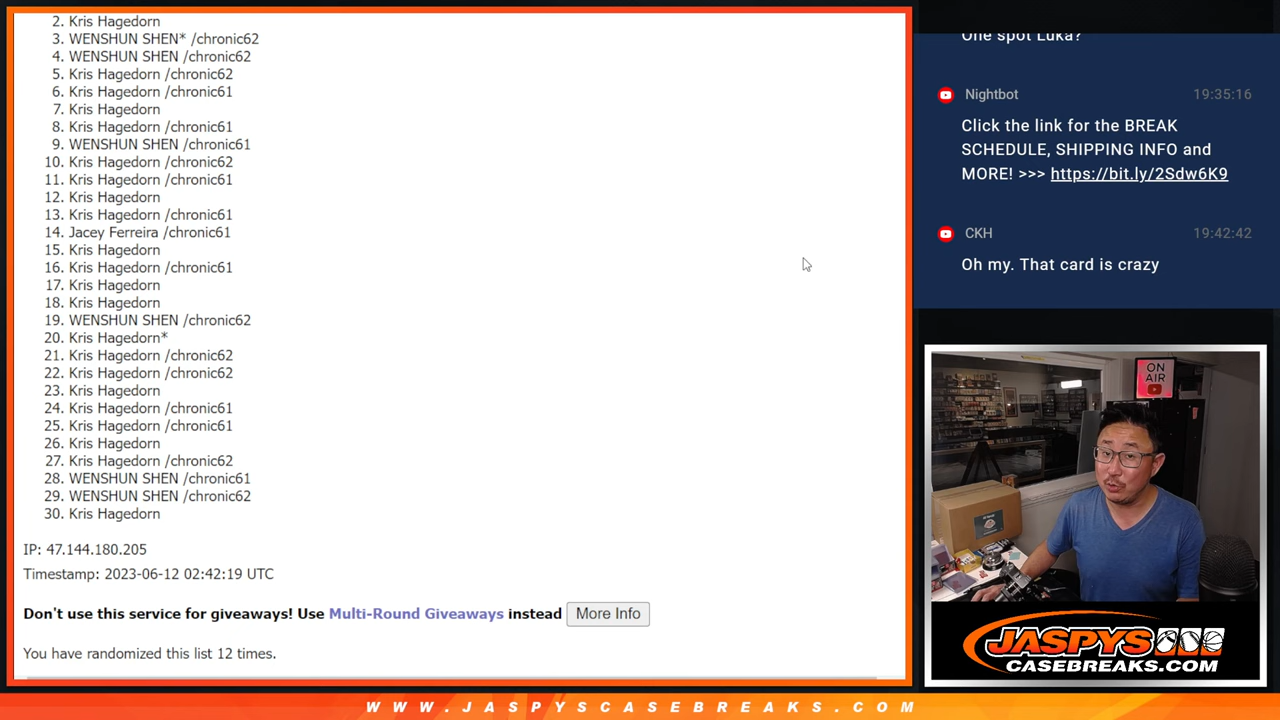 2. Kris Hagedorn
3. WENSHUN SHEN* /chronic62
4. WENSHUN SHEN /chronic62
5. Kris Hagedorn /chronic62
6. Kris Hagedorn /chronic61
7. Kris Hagedorn
8. Kris Hagedorn /chronic61
9. WENSHUN SHEN /chronic61
10. Kris Hagedorn /chronic62
11. Kris Hagedorn /chronic61
12. Kris Hagedorn
13. Kris Hagedorn /chronic61
14. Jacey Ferreira /chronic61
15. Kris Hagedorn
16. Kris Hagedorn /chronic61
17. Kris Hagedorn
18. Kris Hagedorn
19. WENSHUN SHEN /chronic62
20. Kris Hagedorn*
21. Kris Hagedorn /chronic62
22. Kris Hagedorn /chronic62
23. Kris Hagedorn
24. Kris Hagedorn /chronic61
25. Kris Hagedorn /chronic61
26. Kris Hagedorn
27. Kris Hagedorn /chronic62
28. WENSHUN SHEN /chronic61
29. WENSHUN SHEN /chronic62
30. Kris Hagedorn
IP: 47.144.180.205
Timestamp: 2023-06-12 02:42:19 UTC
Don't use this service for giveaways! Use Multi-Round Giveaways instead More Info
You have randomized this list 12 times.
One spot Luka?
Nightbot 19:35:16
Click the link for the BREAK
SCHEDULE, SHIPPING INFO and
MORE! >>> https://bit.ly/2Sdw6K9
CKH 19:42:42
Oh my. That card is crazy
ON
AIR
JASPYS
CASEBREAKS.COM
WWW.JASPYSCASEBREAKS.COM